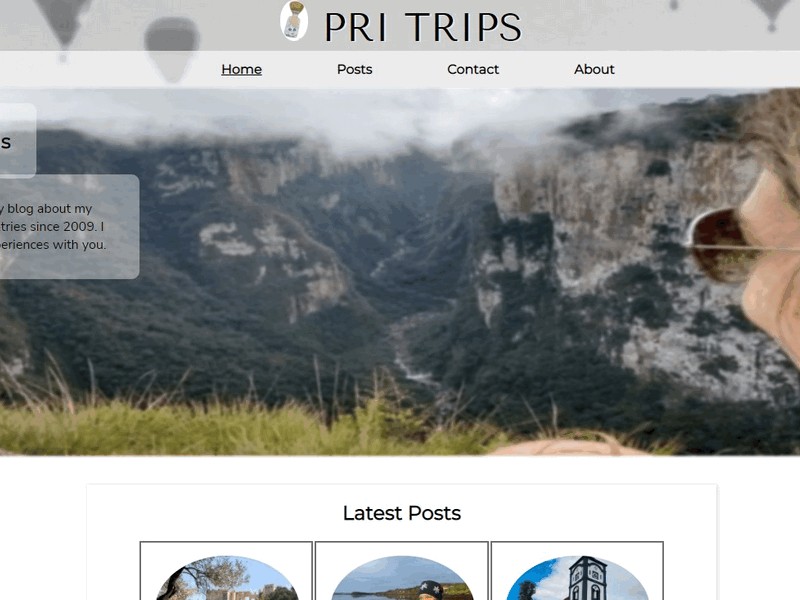 PRI TRIPS
Home Posts Contact About
s
y blog about my
tries since 2009. I
periences with you.
Latest Posts